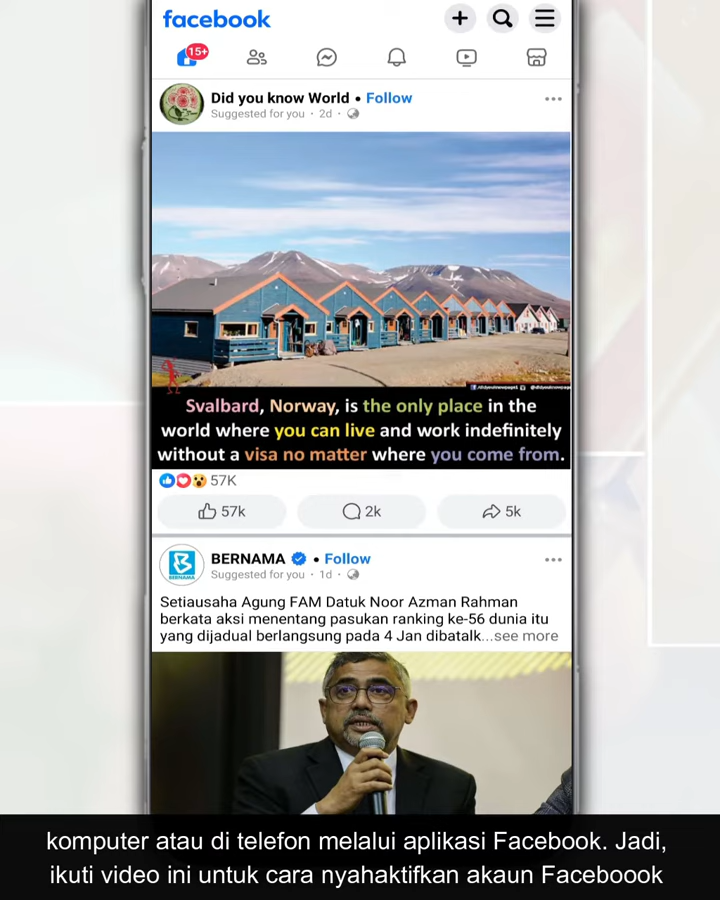 facebook
15+
Did you know World • Follow
Suggested for you · 2d ·
Svalbard, Norway, is the only place in the
world where you can live and work indefinitely
without a visa no matter where you come from.
57K
57k
2k
5k
BERNAMA • Follow
BERNAMA
Suggested for you · 1d ·
Setiausaha Agung FAM Datuk Noor Azman Rahman
berkata aksi menentang pasukan ranking ke-56 dunia itu
yang dijadual berlangsung pada 4 Jan dibatalk...see more
komputer atau di telefon melalui aplikasi Facebook. Jadi,
ikuti video ini untuk cara nyahaktifkan akaun Faceboook